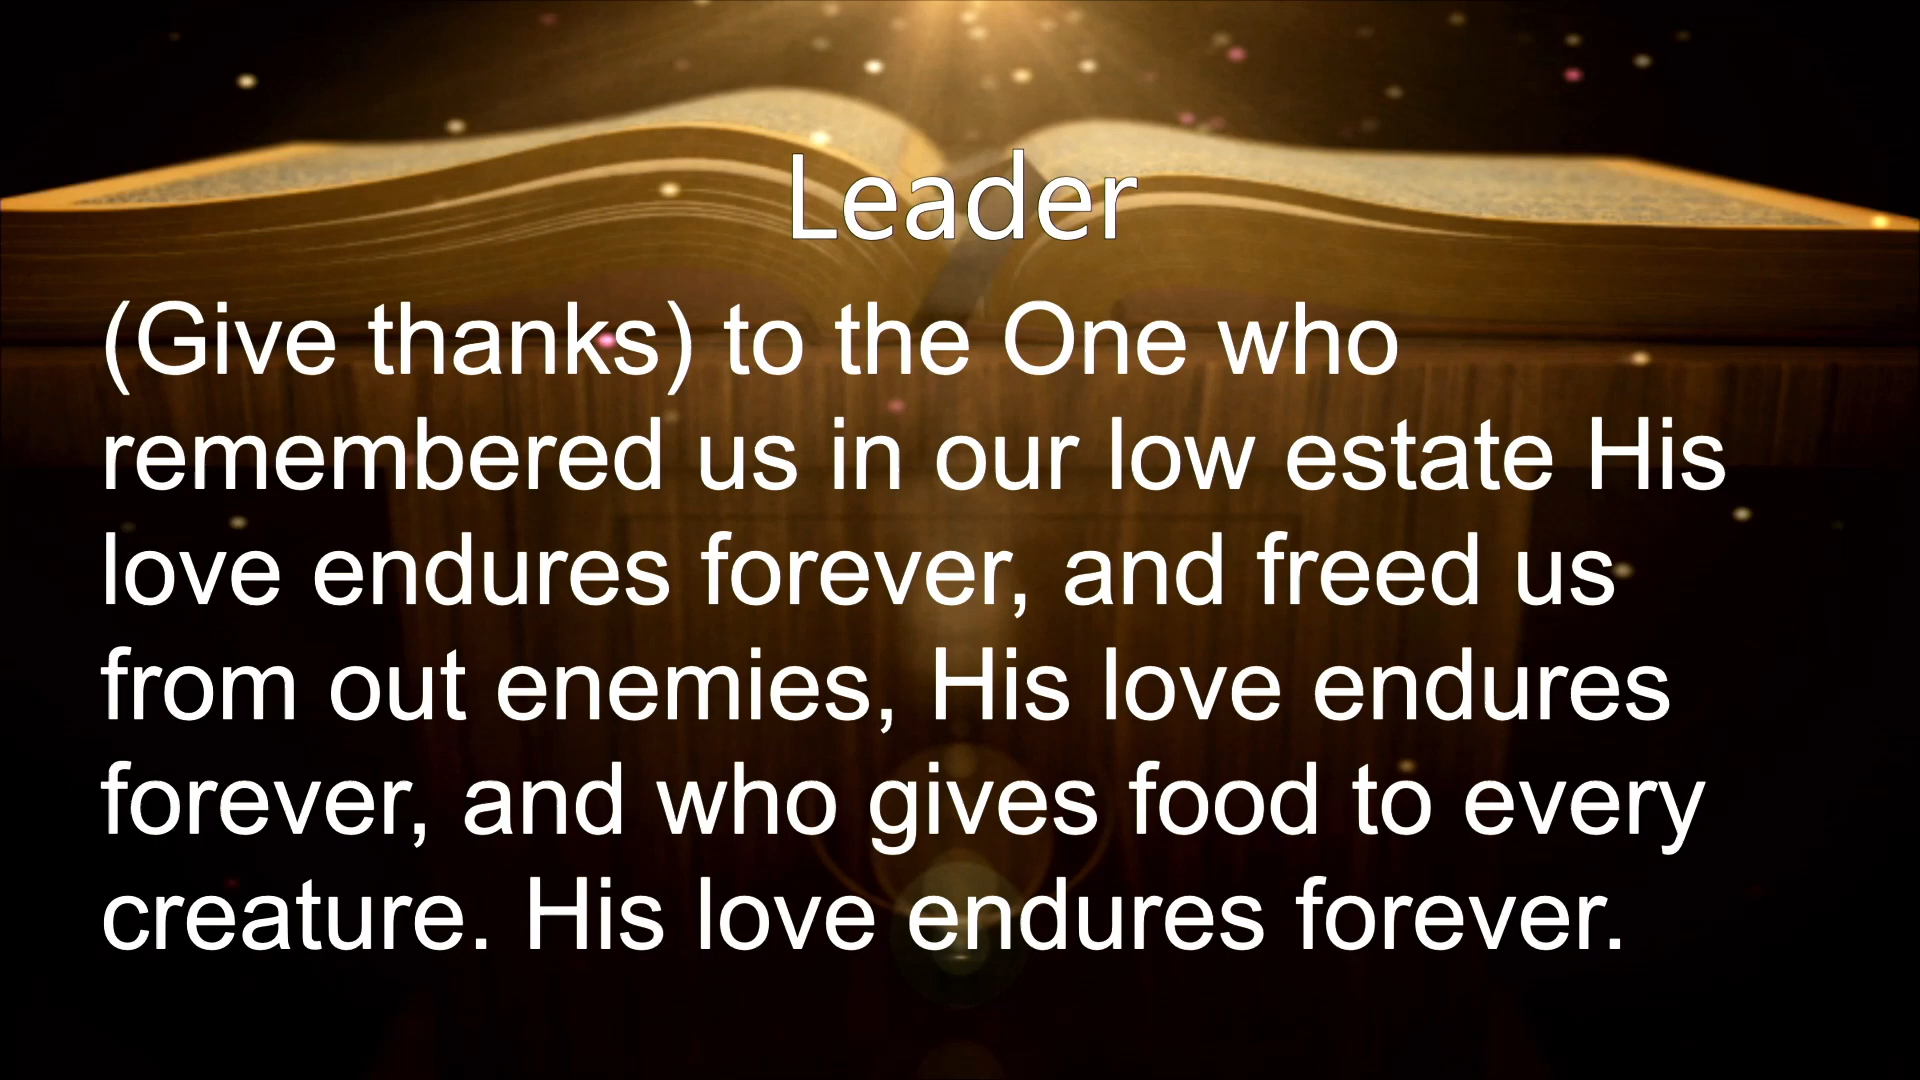 Leader
(Give thanks) to the One who
remembered us in our low estate His
love endures forever, and freed us
from out enemies, His love endures
forever, and who gives food to every
creature. His love endures forever.